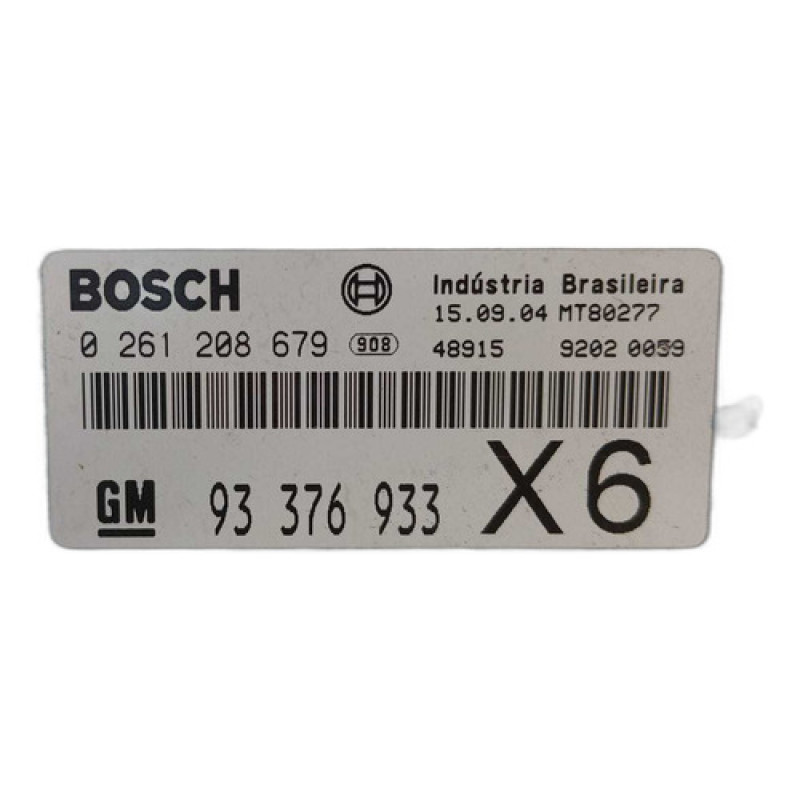 BOSCH
Indústria Brasileira
15.09.04 MT80277
0 261 208 679 908
48915 9202 0059
GM 93 376 933 X6